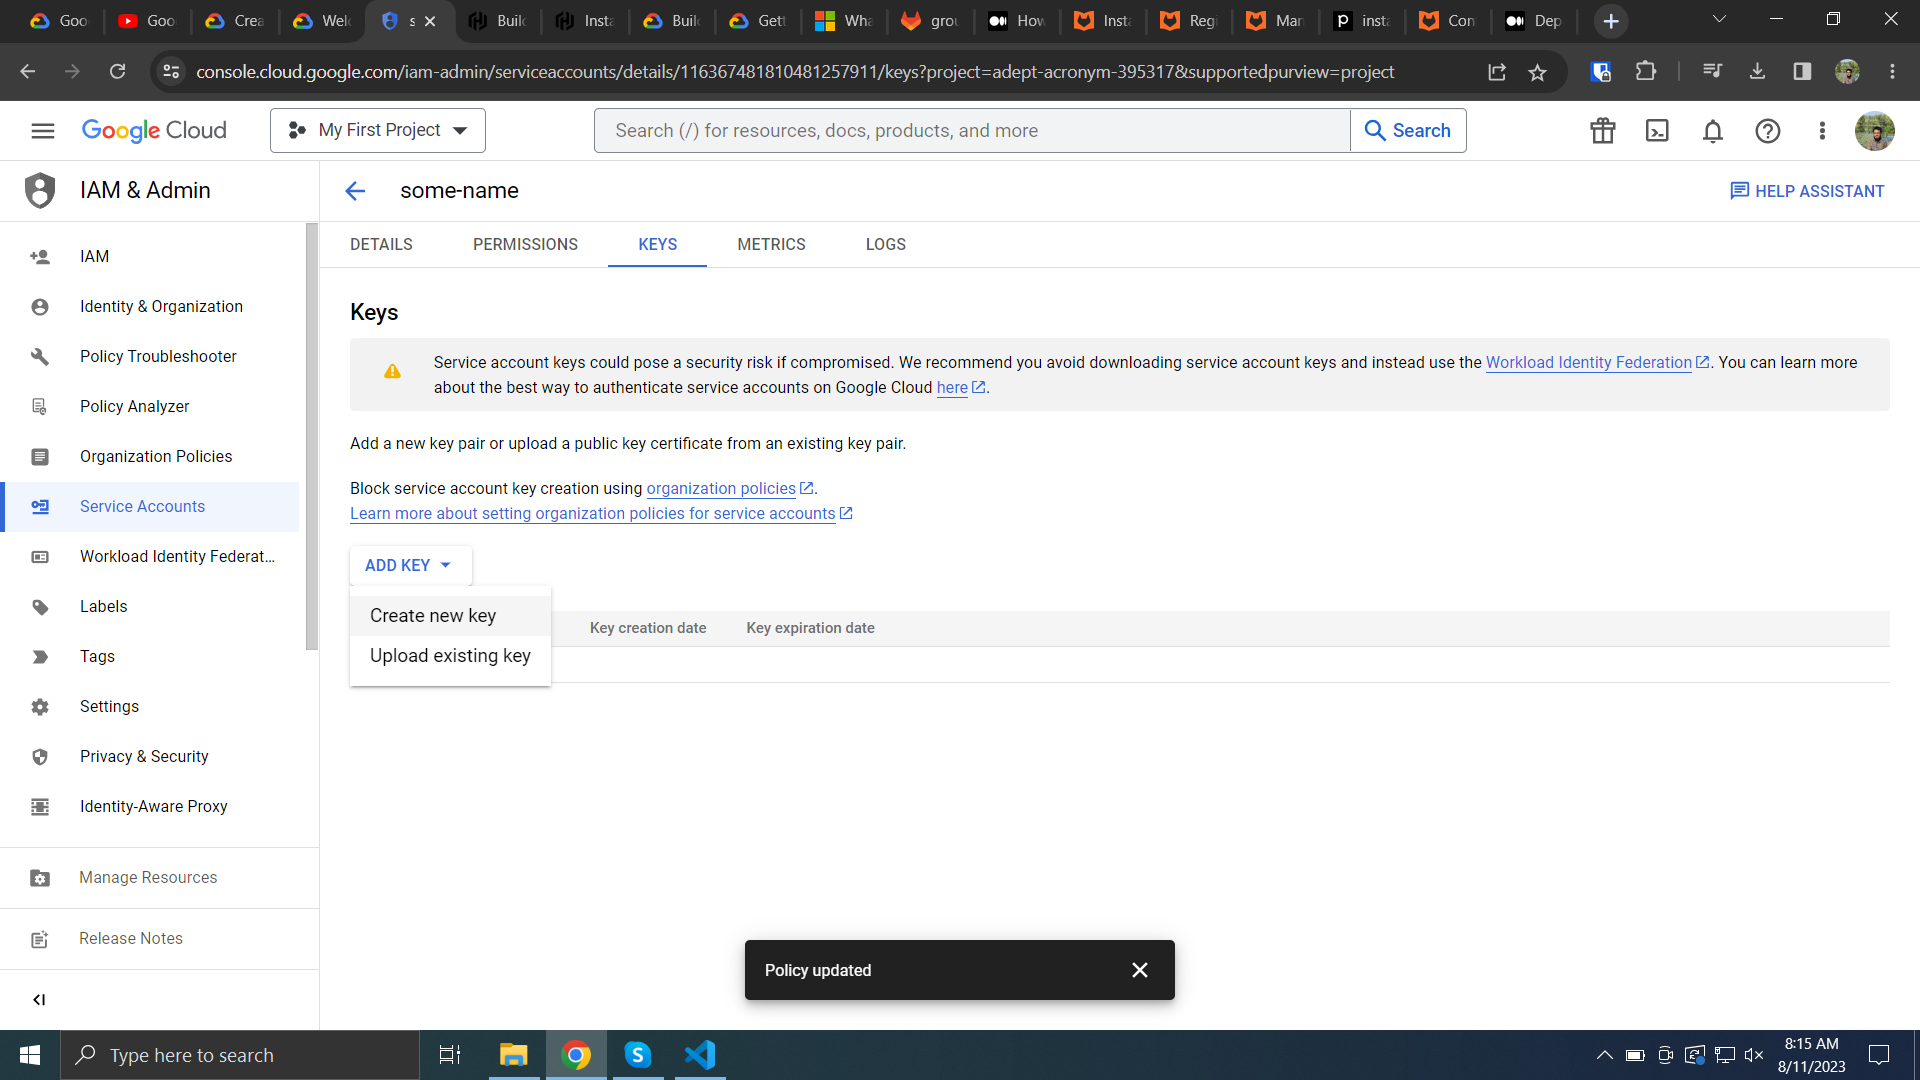 Goo
Goo
Crea
Welc
s
Build
Insta
Build
Gett
Wha
grou
How
Insta
Regi
Man
insta
Con
Dep
console.cloud.google.com/iam-admin/serviceaccounts/details/116367481810481257911/keys?project=adept-acronym-395317&supportedpurview=project
Google Cloud
My First Project
Search (/) for resources, docs, products, and more
Search
IAM & Admin
some-name
HELP ASSISTANT
DETAILS
PERMISSIONS
KEYS
METRICS
LOGS
IAM
Identity & Organization
Policy Troubleshooter
Policy Analyzer
Organization Policies
Service Accounts
Workload Identity Federat...
Labels
Tags
Settings
Privacy & Security
Identity-Aware Proxy
Manage Resources
Release Notes
Keys
Service account keys could pose a security risk if compromised. We recommend you avoid downloading service account keys and instead use the Workload Identity Federation. You can learn more
about the best way to authenticate service accounts on Google Cloud here.
Add a new key pair or upload a public key certificate from an existing key pair.
Block service account key creation using organization policies.
Learn more about setting organization policies for service accounts
ADD KEY
Create new key
Upload existing key
Key creation date
Key expiration date
Policy updated
Type here to search
8:15 AM
8/11/2023